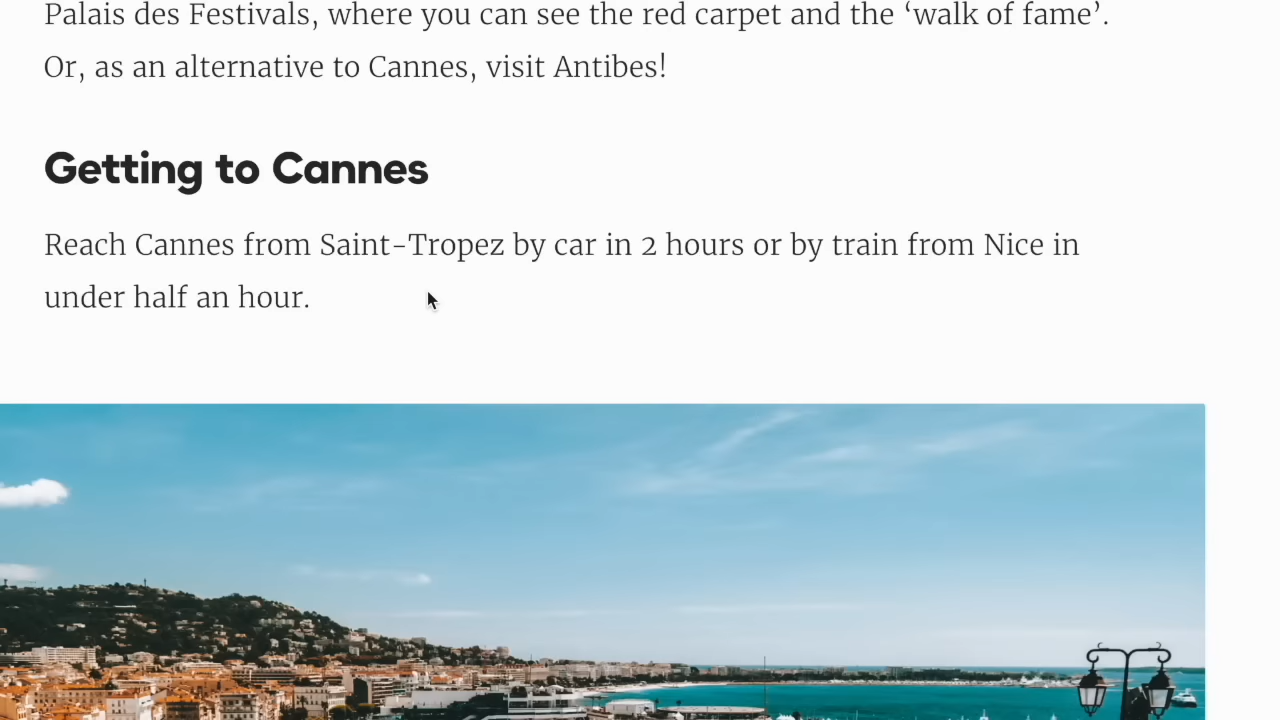 Palais des Festivals, where you can see the red carpet and the ‘walk of fame’.
Or, as an alternative to Cannes, visit Antibes!
Getting to Cannes
Reach Cannes from Saint-Tropez by car in 2 hours or by train from Nice in
under half an hour.